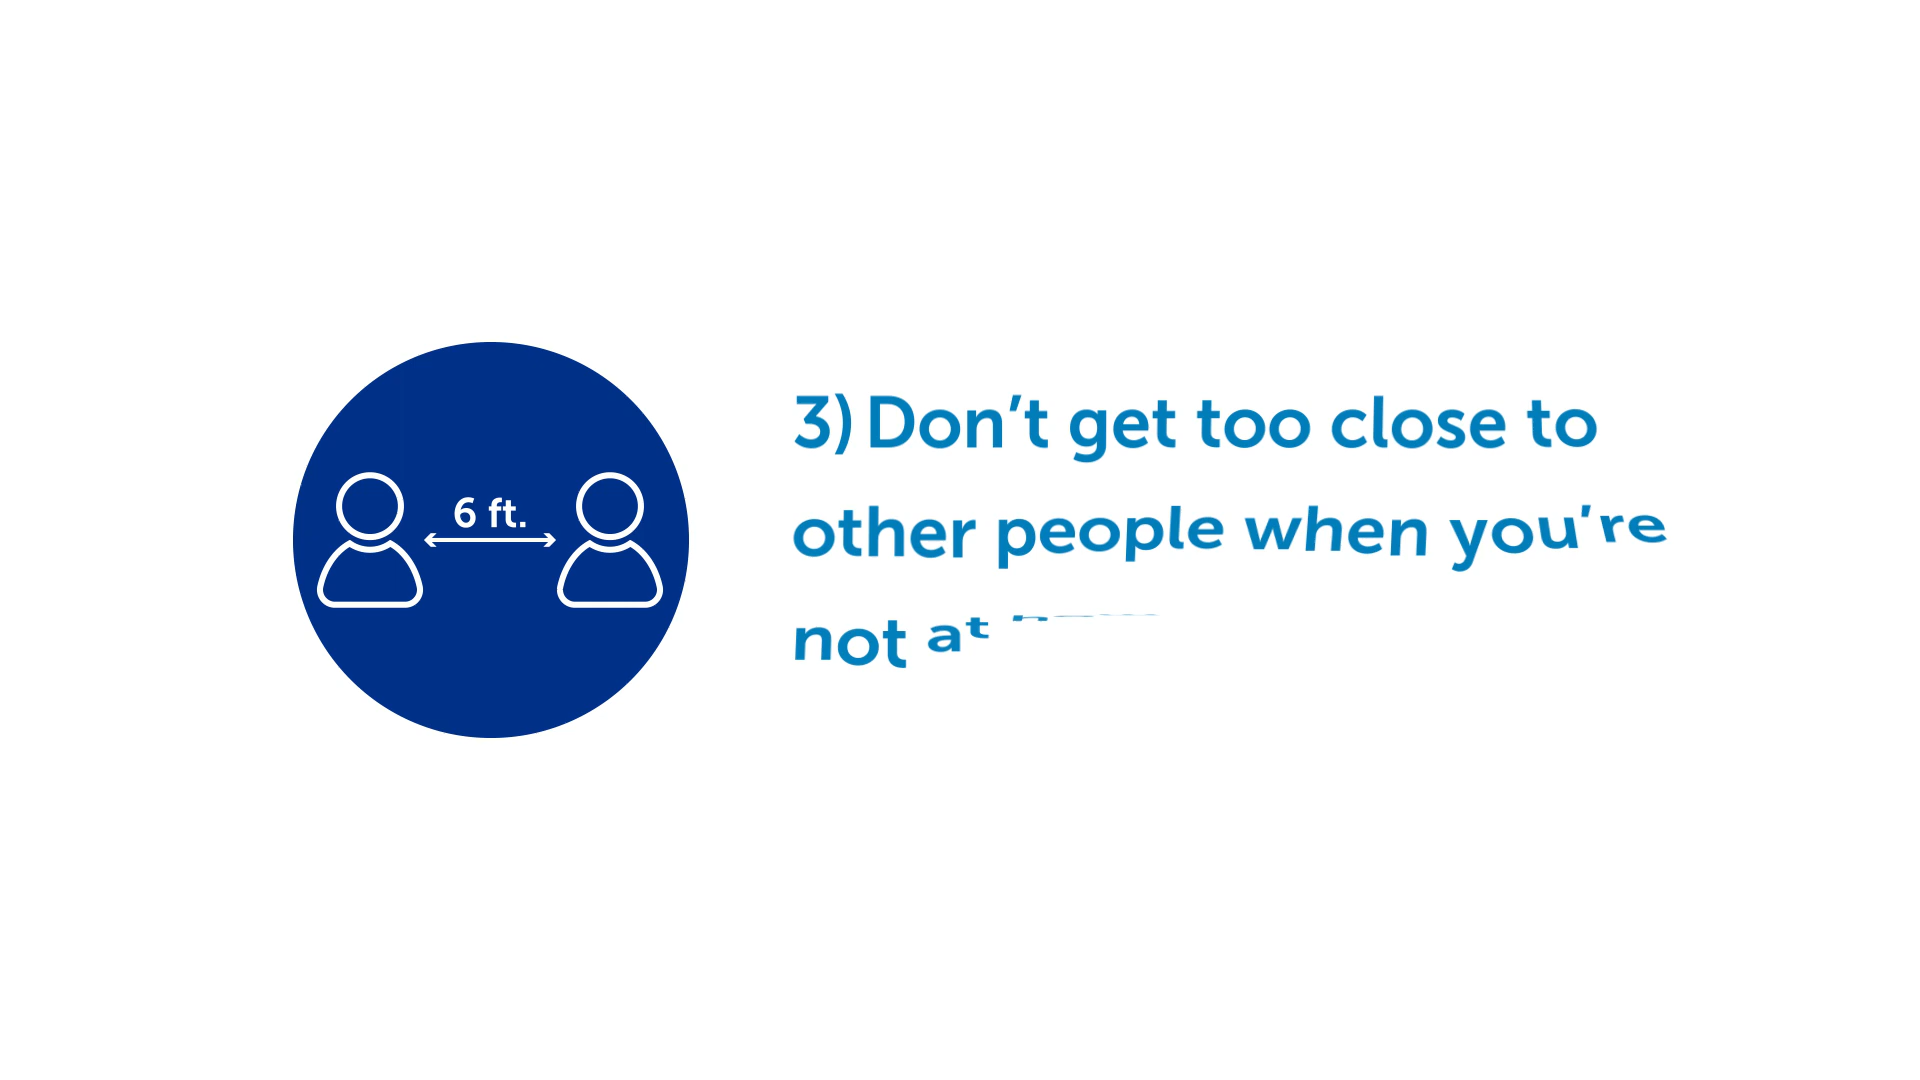 6 ft.
3) Don't get too close to
other people when you're
not at